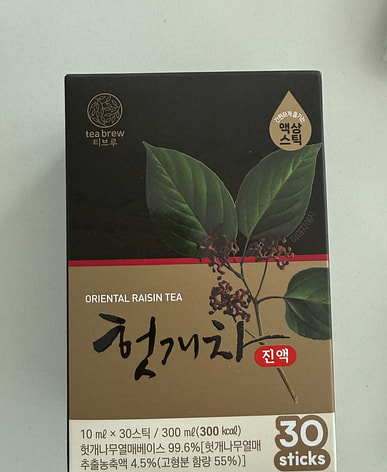 tea brew
티브루
간편하게 즐기는
액상
스틱
ORIENTAL RAISIN TEA
헛개차
진액
10 ㎖ × 30스틱 / 300 ㎖(300 ㎉)
헛개나무열매베이스 99.6%[헛개나무열매
추출농축액 4.5%(고형분 함량 55%)]
30
sticks